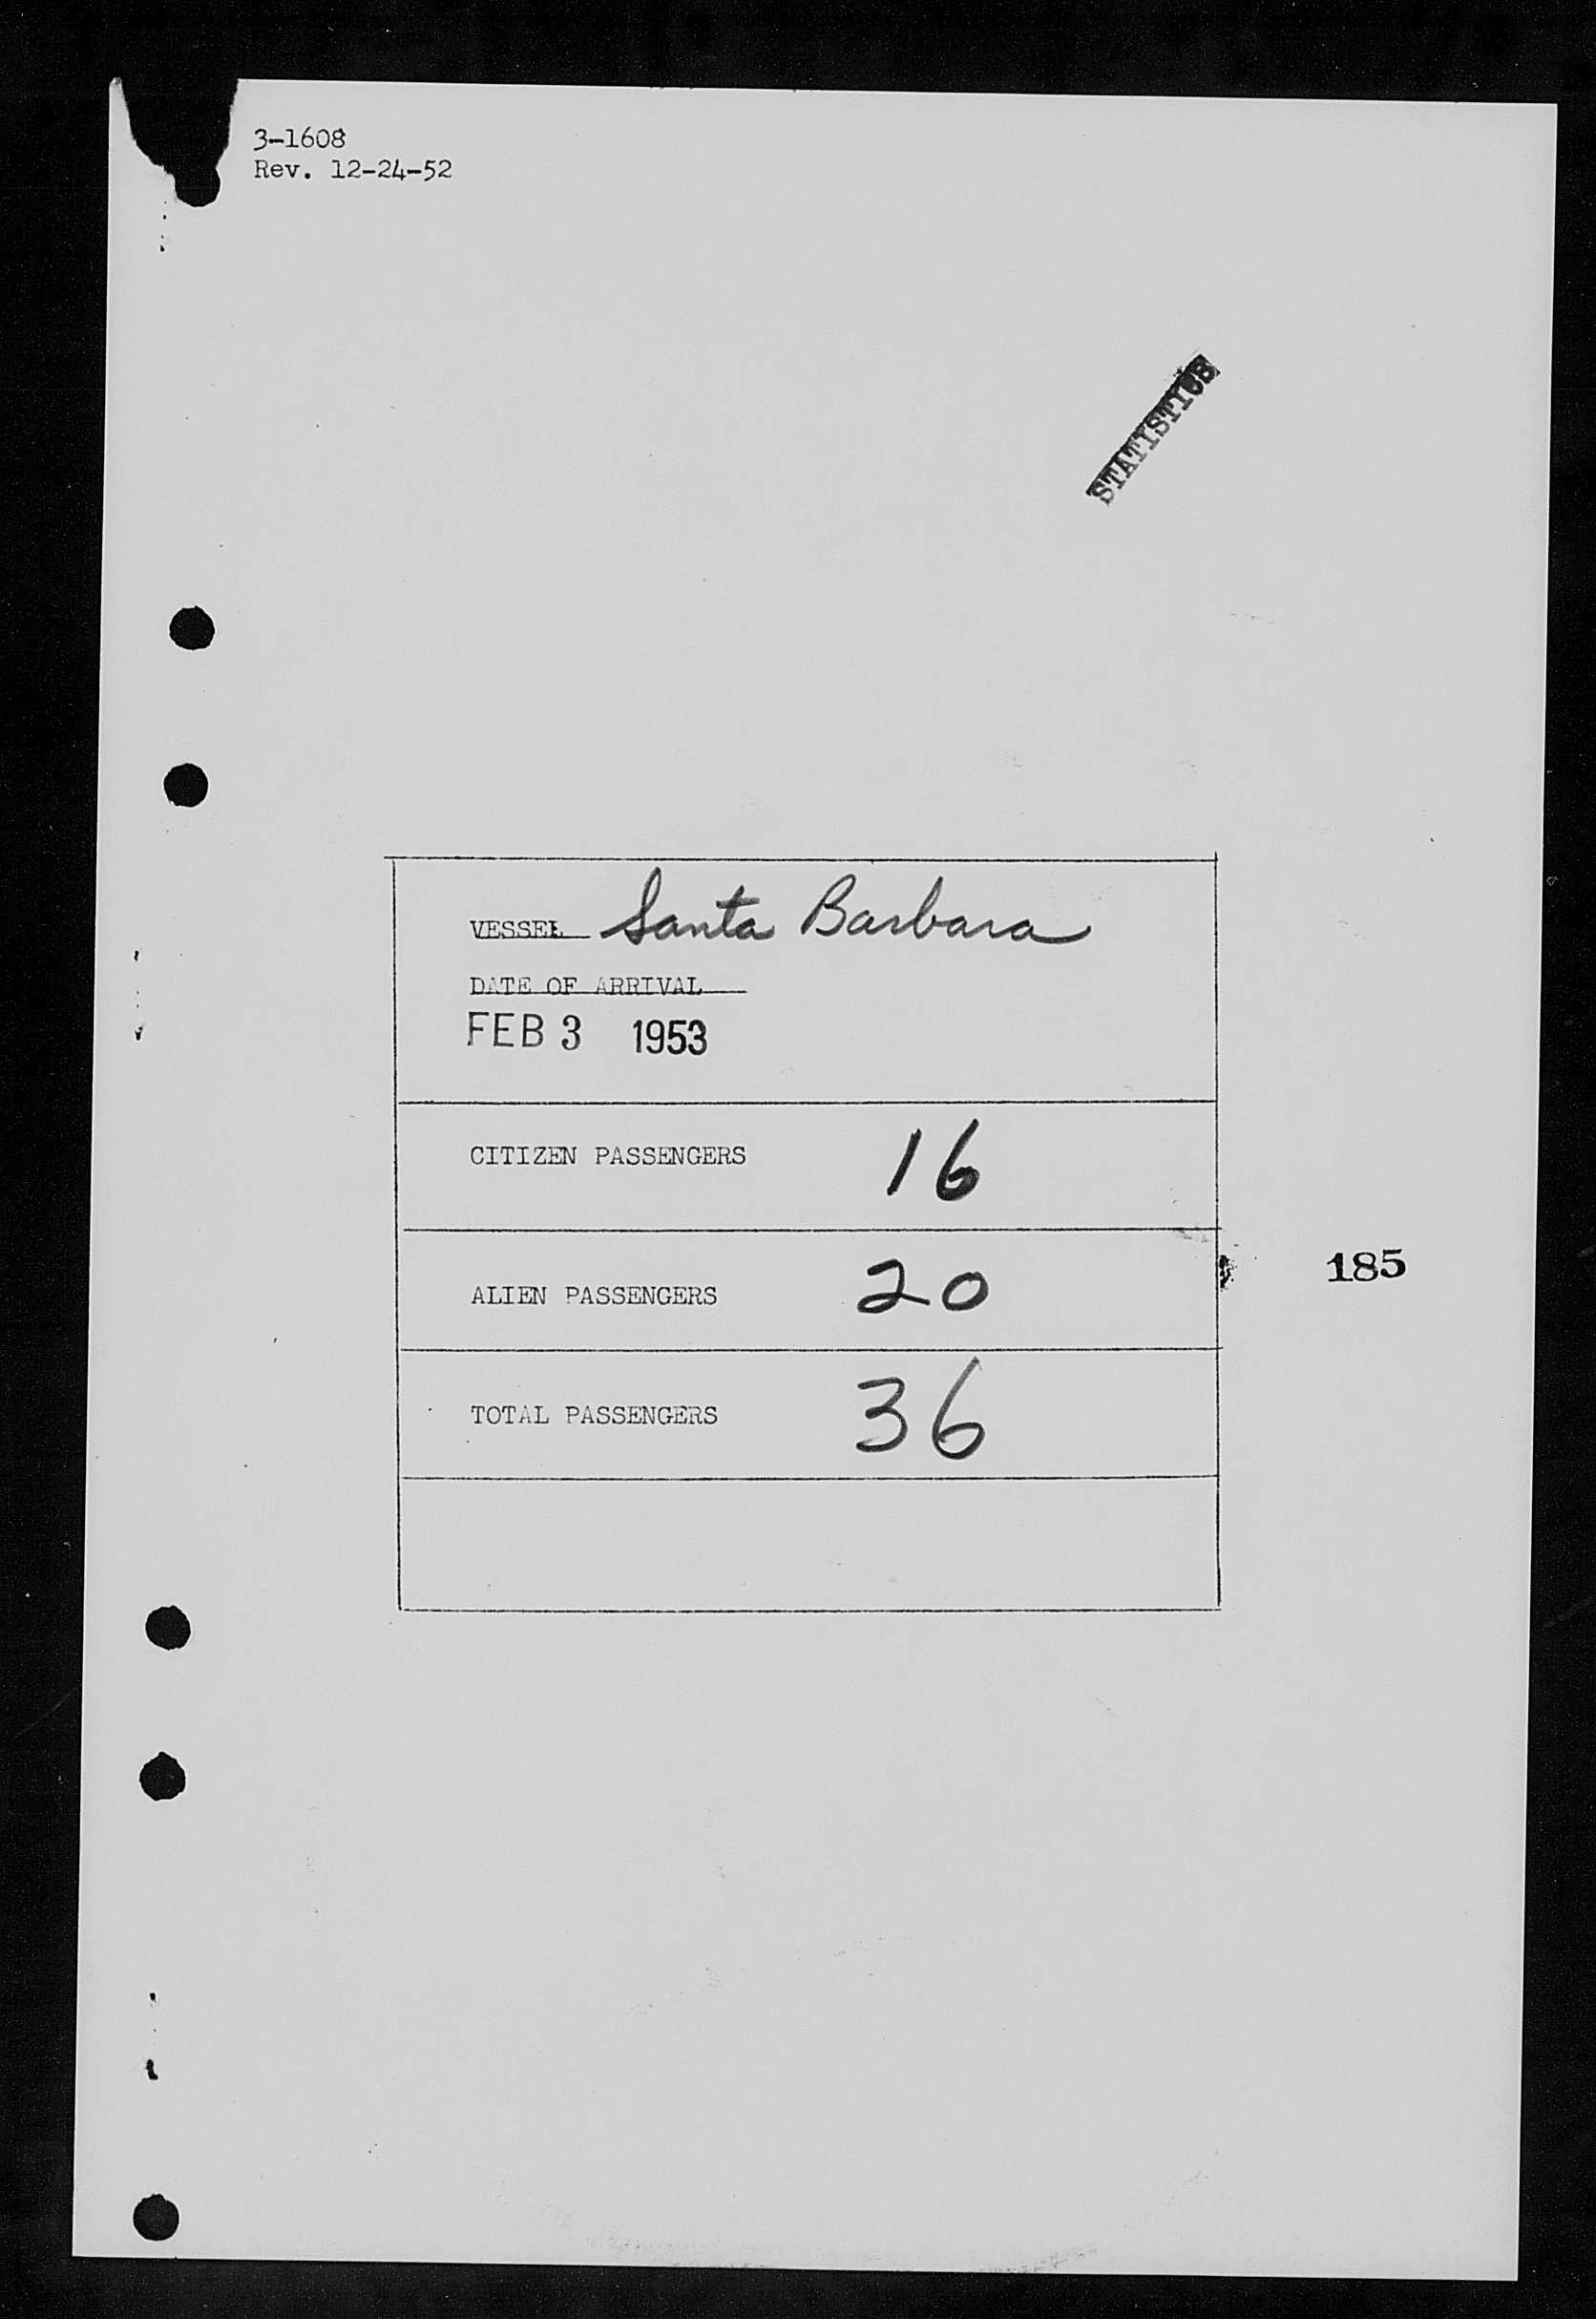 3-1608
Rev. 12-24-52
STATISTICS
VESSEL Santa Barbara
DATE OF ARRIVAL
FEB 3 1953
CITIZEN PASSENGERS 16
ALIEN PASSENGERS 20
185
TOTAL PASSENGERS 36